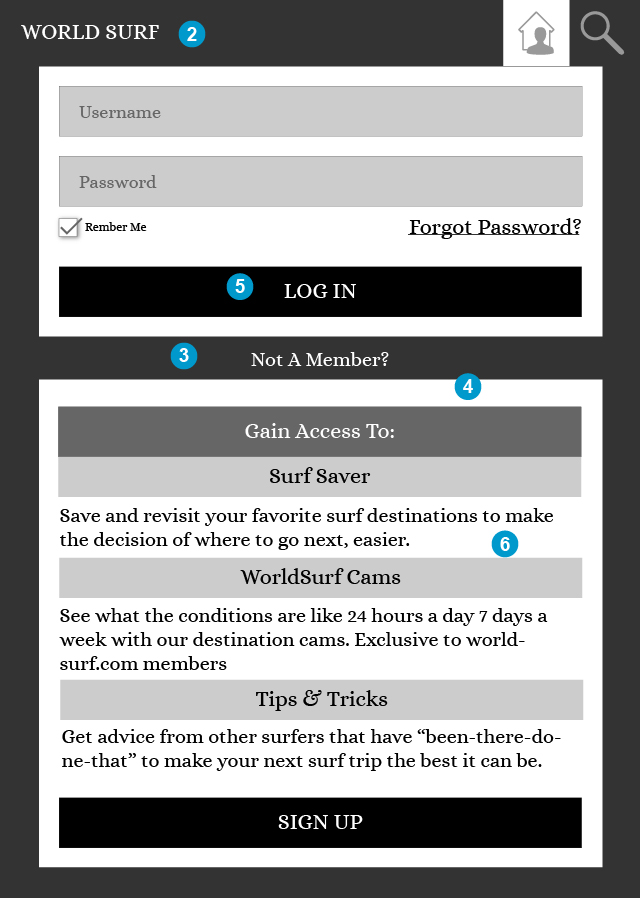 WORLD SURF 2
Username
Password
Rember Me
Forgot Password?
5 LOG IN
3 Not A Member?
4
Gain Access To:
Surf Saver
Save and revisit your favorite surf destinations to make
the decision of where to go next, easier.
6
WorldSurf Cams
See what the conditions are like 24 hours a day 7 days a
week with our destination cams. Exclusive to world-
surf.com members
Tips & Tricks
Get advice from other surfers that have “been-there-do-
ne-that” to make your next surf trip the best it can be.
SIGN UP